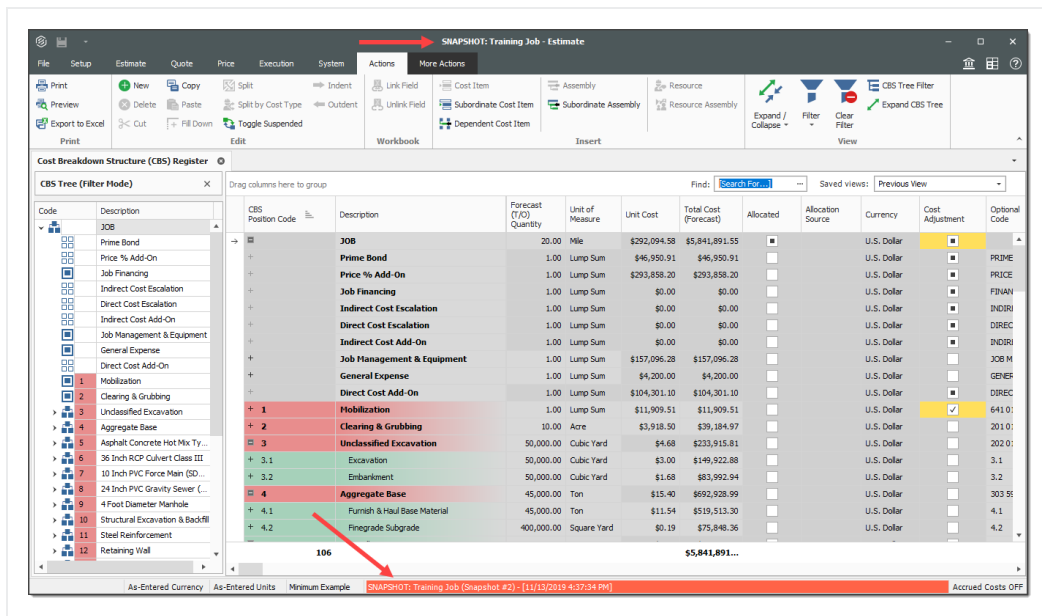 SNAPSHOT: Training Job - Estimate
File Setup Estimate Quote Price Execution System Actions More Actions
Print New Copy Split Indent Link Field Cost Item Assembly Resource CBS Tree Filter
Preview Delete Paste Split by Cost Type Outdent Unlink Field Subordinate Cost Item Subordinate Assembly Resource Assembly Expand CBS Tree
Export to Excel Cut Fill Down Toggle Suspended Dependent Cost Item Expand / Collapse Filter Clear Filter
Print Edit Workbook Insert View
Cost Breakdown Structure (CBS) Register
CBS Tree (Filter Mode) Drag columns here to group Find: [Search For...] ... Saved views: Previous View
Code Description
JOB
Prime Bond
Price % Add-On
Job Financing
Indirect Cost Escalation
Direct Cost Escalation
Indirect Cost Add-On
Job Management & Equipment
General Expense
Direct Cost Add-On
1 Mobilization
2 Clearing & Grubbing
3 Unclassified Excavation
4 Aggregate Base
5 Asphalt Concrete Hot Mix Ty...
6 36 Inch RCP Culvert Class III
7 10 Inch PVC Force Main (SD...
8 24 Inch PVC Gravity Sewer (...
9 4 Foot Diameter Manhole
10 Structural Excavation & Backfill
11 Steel Reinforcement
12 Retaining Wall
CBS Position Code Description Forecast (T/O) Quantity Unit of Measure Unit Cost Total Cost (Forecast) Allocated Allocation Source Currency Cost Adjustment Optional Code
JOB 20.00 Mile $292,094.58 $5,841,891.55 U.S. Dollar
Prime Bond 1.00 Lump Sum $46,950.91 $46,950.91 U.S. Dollar PRIME
Price % Add-On 1.00 Lump Sum $293,858.20 $293,858.20 U.S. Dollar PRICE
Job Financing 1.00 Lump Sum $0.00 $0.00 U.S. Dollar FINAN
Indirect Cost Escalation 1.00 Lump Sum $0.00 $0.00 U.S. Dollar INDIR
Direct Cost Escalation 1.00 Lump Sum $0.00 $0.00 U.S. Dollar DIREC
Indirect Cost Add-On 1.00 Lump Sum $0.00 $0.00 U.S. Dollar INDIR
Job Management & Equipment 1.00 Lump Sum $157,096.28 $157,096.28 U.S. Dollar JOB M
General Expense 1.00 Lump Sum $4,200.00 $4,200.00 U.S. Dollar GENER
Direct Cost Add-On 1.00 Lump Sum $104,301.10 $104,301.10 U.S. Dollar DIREC
1 Mobilization 1.00 Lump Sum $11,909.51 $11,909.51 U.S. Dollar 641 01
2 Clearing & Grubbing 10.00 Acre $3,918.50 $39,184.97 U.S. Dollar 201 01
3 Unclassified Excavation 50,000.00 Cubic Yard $4.68 $233,915.81 U.S. Dollar 202 01
3.1 Excavation 50,000.00 Cubic Yard $3.00 $149,922.88 U.S. Dollar 3.1
3.2 Embankment 50,000.00 Cubic Yard $1.68 $83,992.94 U.S. Dollar 3.2
4 Aggregate Base 45,000.00 Ton $15.40 $692,928.99 U.S. Dollar 303 59
4.1 Furnish & Haul Base Material 45,000.00 Ton $11.54 $519,513.30 U.S. Dollar 4.1
4.2 Finegrade Subgrade 400,000.00 Square Yard $0.19 $75,848.36 U.S. Dollar 4.2
106 $5,841,891...
As-Entered Currency As-Entered Units Minimum Example SNAPSHOT: Training Job (Snapshot #2) - [11/13/2019 4:37:34 PM] Accrued Costs OFF